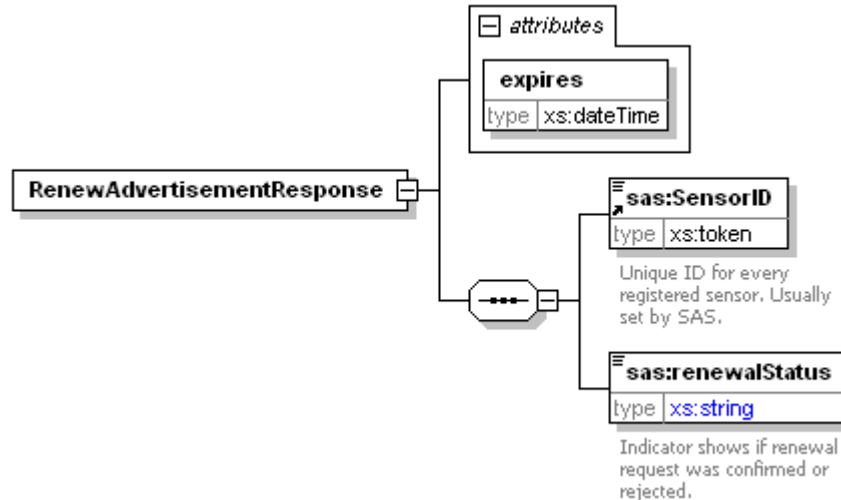 attributes
expires
type xs:dateTime
RenewAdvertisementResponse
sas:SensorID
type xs:token
Unique ID for every
registered sensor. Usually
set by SAS.
sas:renewalStatus
type xs:string
Indicator shows if renewal
request was confirmed or
rejected.